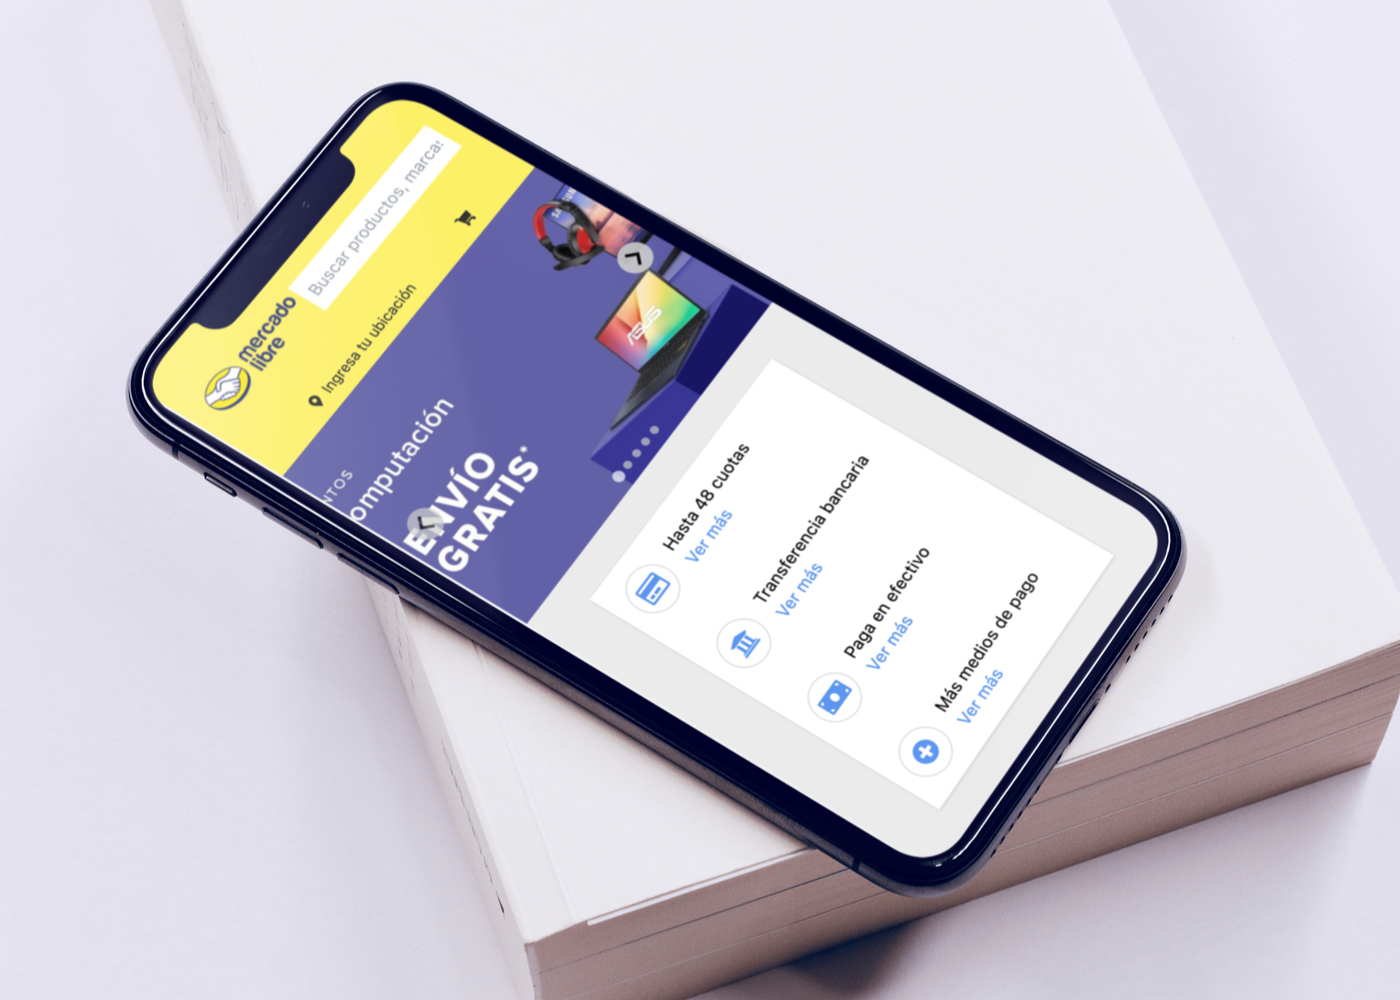 mercado
libre
Buscar productos, marcas
Ingresa tu ubicación
NTOS
omputación
ENVÍO
GRATIS*
ASUS
Hasta 48 cuotas
Ver más
Transferencia bancaria
Ver más
Paga en efectivo
Ver más
Más medios de pago
Ver más